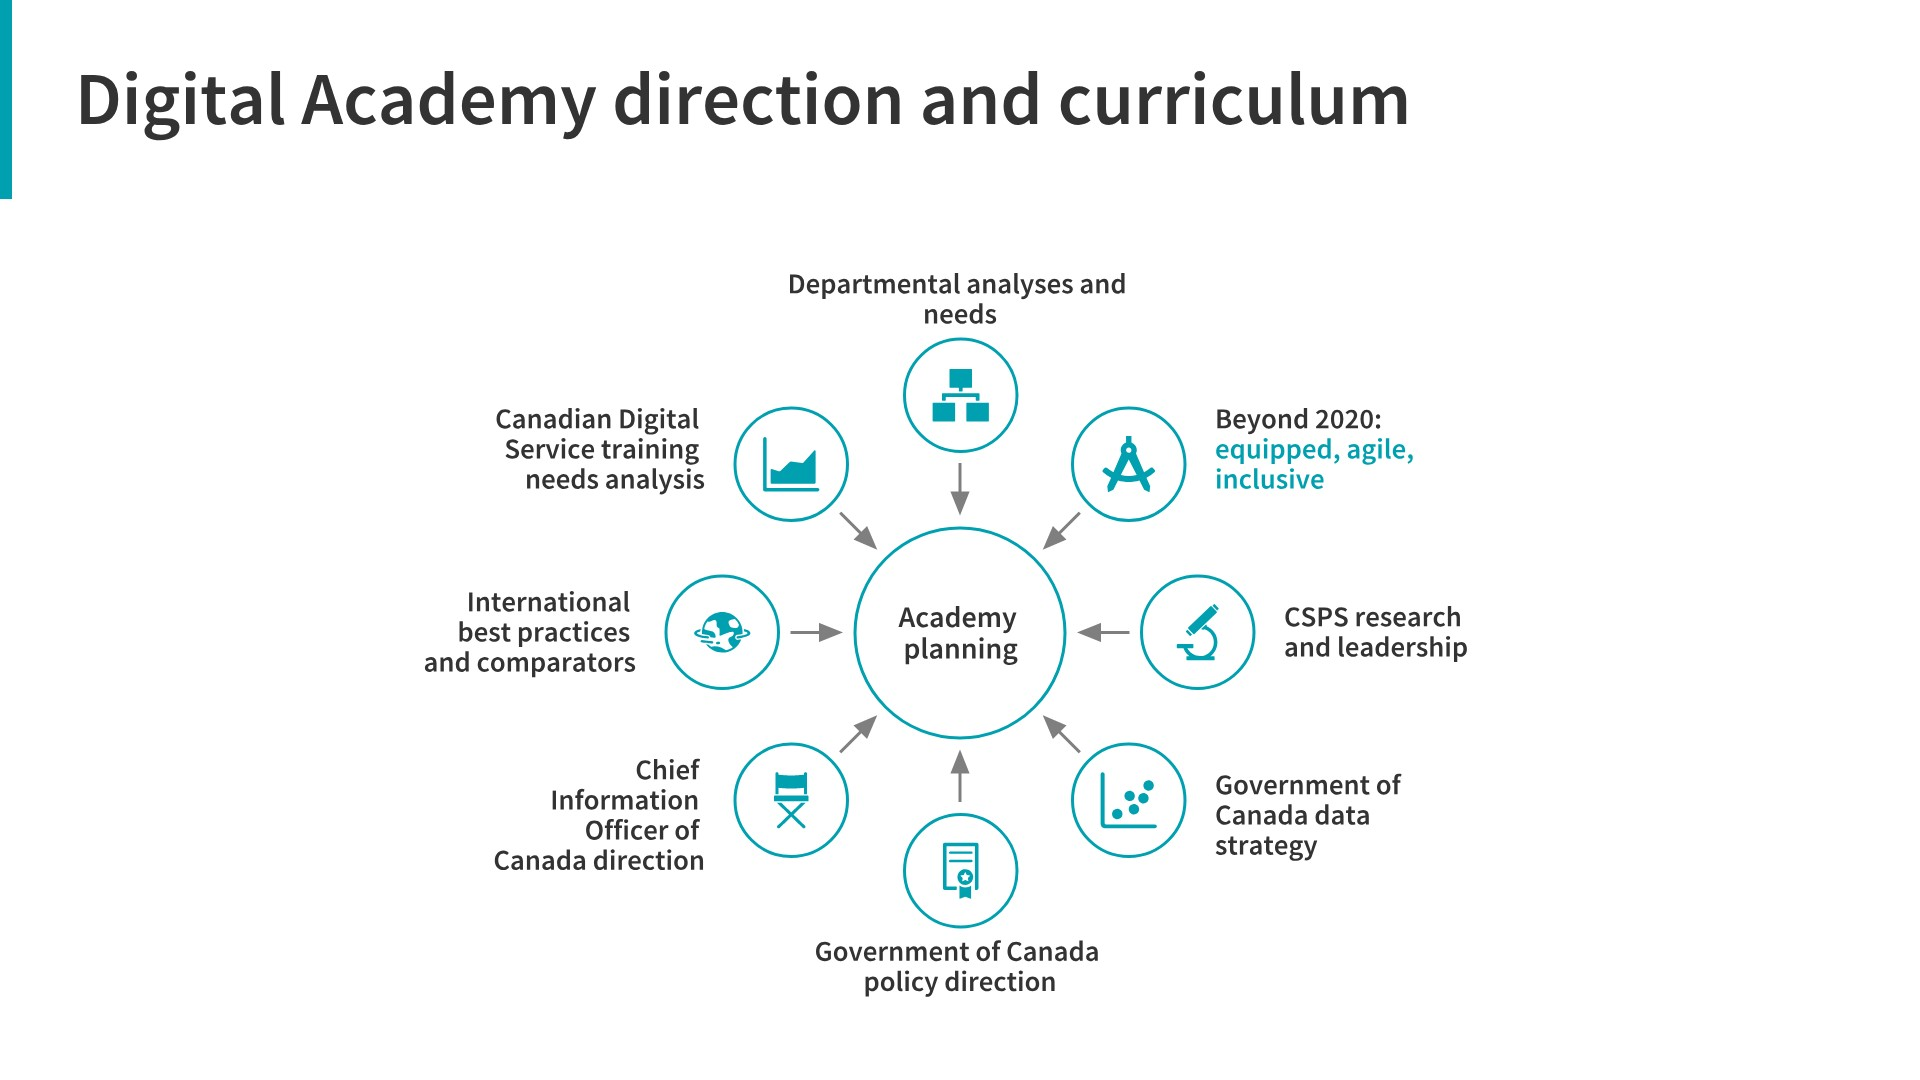 Digital Academy direction and curriculum
Departmental analyses and
needs
Canadian Digital
Service training
needs analysis
Beyond 2020:
equipped, agile,
inclusive
International
best practices
and comparators
Academy
planning
CSPS research
and leadership
Chief
Information
Officer of
Canada direction
Government of
Canada data
strategy
Government of Canada
policy direction